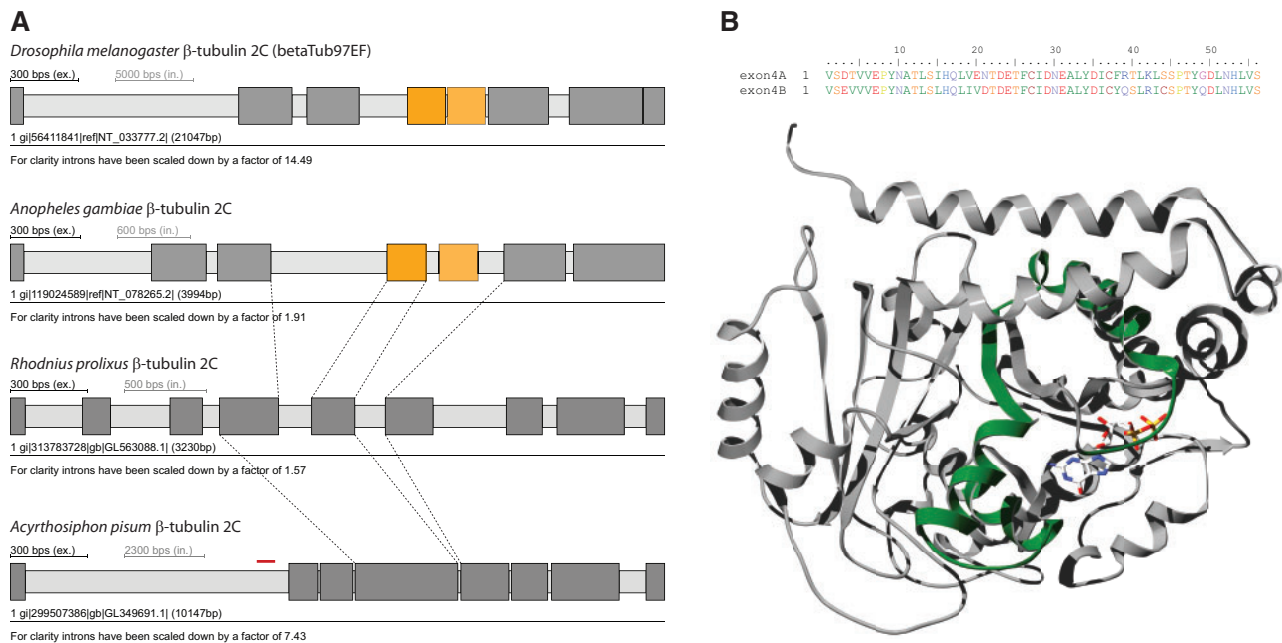 A
Drosophila melanogaster β-tubulin 2C (betaTub97EF)
300 bps (ex.) 5000 bps (in.)
1 gi|56411841|ref|NT_033777.2| (21047bp)
For clarity introns have been scaled down by a factor of 14.49
Anopheles gambiae β-tubulin 2C
300 bps (ex.) 600 bps (in.)
1 gi|119024589|ref|NT_078265.2| (3994bp)
For clarity introns have been scaled down by a factor of 1.91
Rhodnius prolixus β-tubulin 2C
300 bps (ex.) 500 bps (in.)
1 gi|313783728|gb|GL563088.1| (3230bp)
For clarity introns have been scaled down by a factor of 1.57
Acyrthosiphon pisum β-tubulin 2C
300 bps (ex.) 2300 bps (in.)
1 gi|299507386|gb|GL349691.1| (10147bp)
For clarity introns have been scaled down by a factor of 7.43
B
10 20 30 40 50
exon4A 1 VSDTVVEPYNATLSIHQLVENTDETFCIDNEALYDICFRTLKLSSPTYGDLNHLVS
exon4B 1 VSEVVVEPYNATLSLHQLIVDTDETFCIDNEALYDICYQSLRICSPTYQDLNHLVS